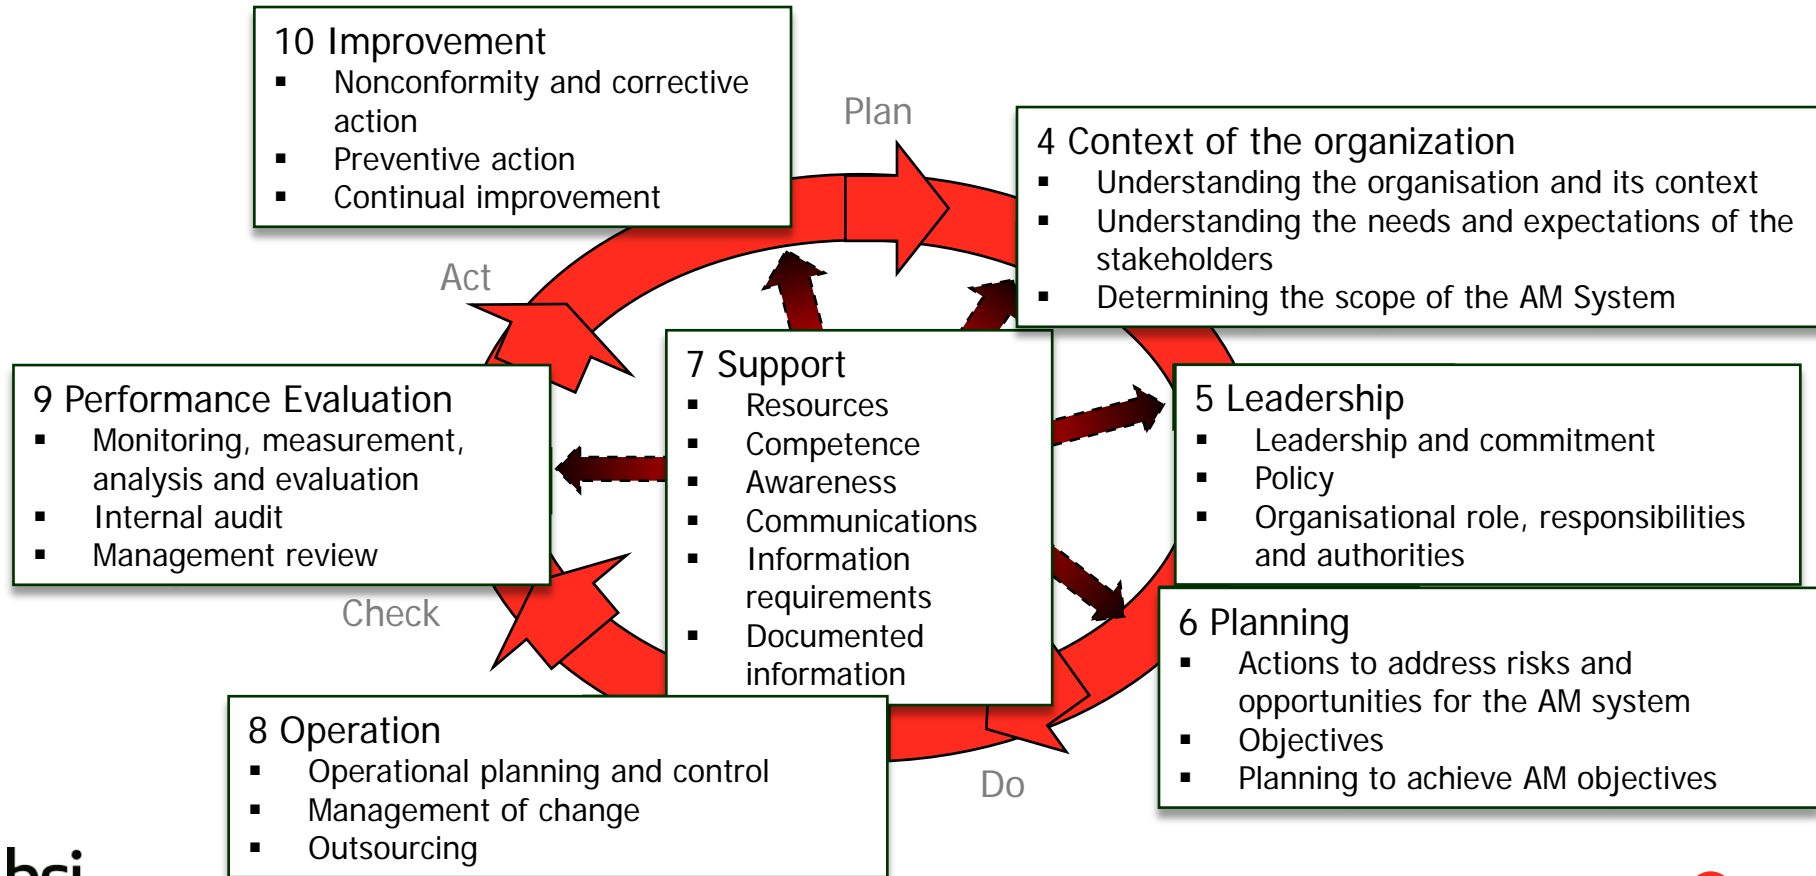 10 Improvement
▪ Nonconformity and corrective
action
▪ Preventive action
▪ Continual improvement
Plan
4 Context of the organization
▪ Understanding the organisation and its context
▪ Understanding the needs and expectations of the
stakeholders
▪ Determining the scope of the AM System
Act
7 Support
▪ Resources
▪ Competence
▪ Awareness
▪ Communications
▪ Information
requirements
▪ Documented
information
9 Performance Evaluation
▪ Monitoring, measurement,
analysis and evaluation
▪ Internal audit
▪ Management review
5 Leadership
▪ Leadership and commitment
▪ Policy
▪ Organisational role, responsibilities
and authorities
Check
6 Planning
▪ Actions to address risks and
opportunities for the AM system
▪ Objectives
▪ Planning to achieve AM objectives
8 Operation
▪ Operational planning and control
▪ Management of change
▪ Outsourcing
Do
bsi